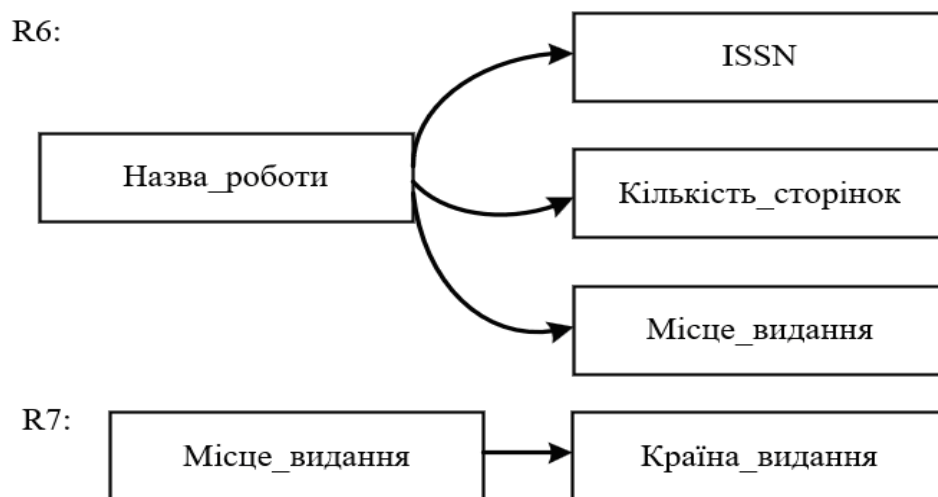 R6:
ISSN
Назва_роботи
Кількість_сторінок
Місце_видання
R7:
Місце_видання
Країна_видання